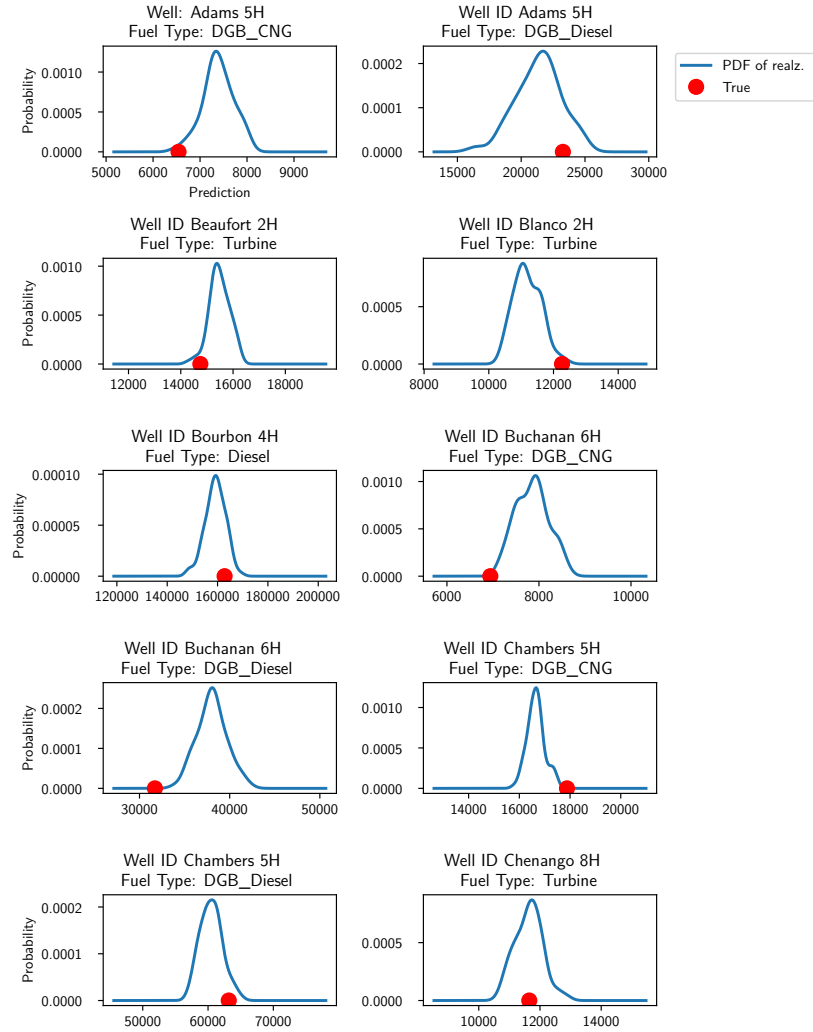 Well: Adams 5H
Fuel Type: DGB_CNG
0.0010
0.0005
0.0000
Probability
5000 6000 7000 8000 9000
Prediction
Well ID Adams 5H
Fuel Type: DGB_Diesel
0.0002
0.0001
0.0000
15000 20000 25000 30000
PDF of realz.
True
Well ID Beaufort 2H
Fuel Type: Turbine
0.0010
0.0005
0.0000
Probability
12000 14000 16000 18000
Well ID Blanco 2H
Fuel Type: Turbine
0.0005
0.0000
8000 10000 12000 14000
Well ID Bourbon 4H
Fuel Type: Diesel
0.00010
0.00005
0.00000
Probability
120000 140000 160000 180000 200000
Well ID Buchanan 6H
Fuel Type: DGB_CNG
0.0010
0.0005
0.0000
6000 8000 10000
Well ID Buchanan 6H
Fuel Type: DGB_Diesel
0.0002
0.0001
0.0000
Probability
30000 40000 50000
Well ID Chambers 5H
Fuel Type: DGB_CNG
0.0010
0.0005
0.0000
14000 16000 18000 20000
Well ID Chambers 5H
Fuel Type: DGB_Diesel
0.0002
0.0001
0.0000
Probability
50000 60000 70000
Well ID Chenango 8H
Fuel Type: Turbine
0.0005
0.0000
10000 12000 14000